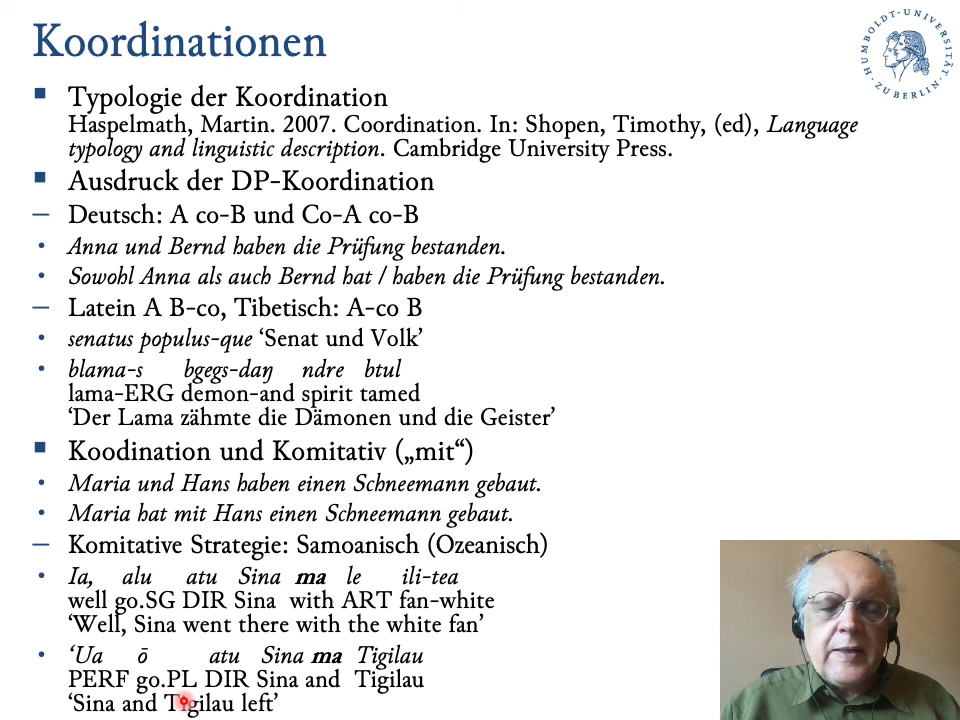 Koordinationen
HUMBOLDT-UNIVERSITÄT ZU BERLIN
Typologie der Koordination
Haspelmath, Martin. 2007. Coordination. In: Shopen, Timothy, (ed), Language
typology and linguistic description. Cambridge University Press.
Ausdruck der DP-Koordination
– Deutsch: A co-B und Co-A co-B
• Anna und Bernd haben die Prüfung bestanden.
• Sowohl Anna als auch Bernd hat / haben die Prüfung bestanden.
– Latein A B-co, Tibetisch: A-co B
• senatus populus-que ‘Senat und Volk’
• blama-s bgegs-daŋ ndre btul
lama-ERG demon-and spirit tamed
‘Der Lama zähmte die Dämonen und die Geister’
Koodination und Komitativ („mit“)
• Maria und Hans haben einen Schneemann gebaut.
• Maria hat mit Hans einen Schneemann gebaut.
– Komitative Strategie: Samoanisch (Ozeanisch)
• Ia, alu atu Sina ma le ili-tea
well go.SG DIR Sina with ART fan-white
‘Well, Sina went there with the white fan’
• ‘Ua ō atu Sina ma Tigilau
PERF go.PL DIR Sina and Tigilau
‘Sina and Tigilau left’